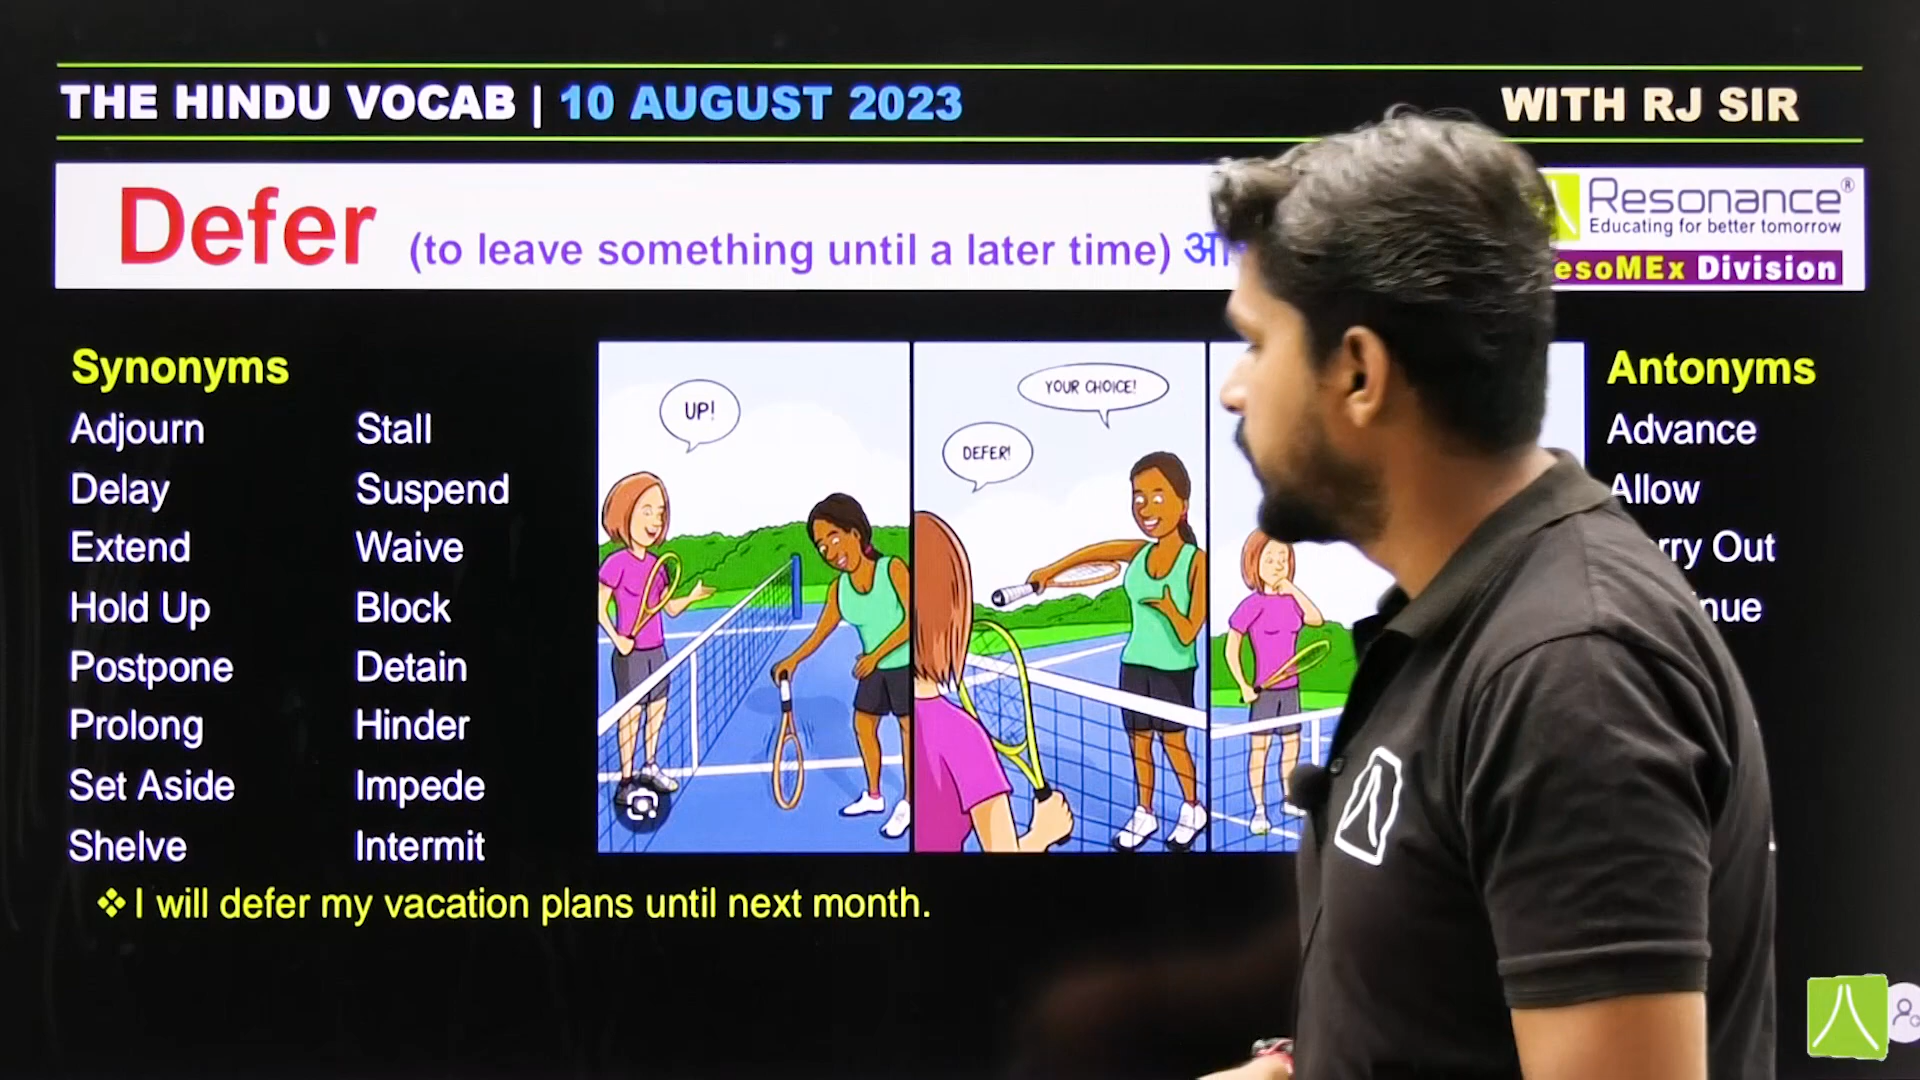 THE HINDU VOCAB | 10 AUGUST 2023
WITH RJ SIR
Defer (to leave something until a later time)
Resonance®
Educating for better tomorrow
Division
Synonyms
Adjourn
Delay
Extend
Hold Up
Postpone
Prolong
Set Aside
Shelve
Stall
Suspend
Waive
Block
Detain
Hinder
Impede
Intermit
UP!
DEFER!
YOUR CHOICE!
Antonyms
Advance
Allow
Out
❖ I will defer my vacation plans until next month.